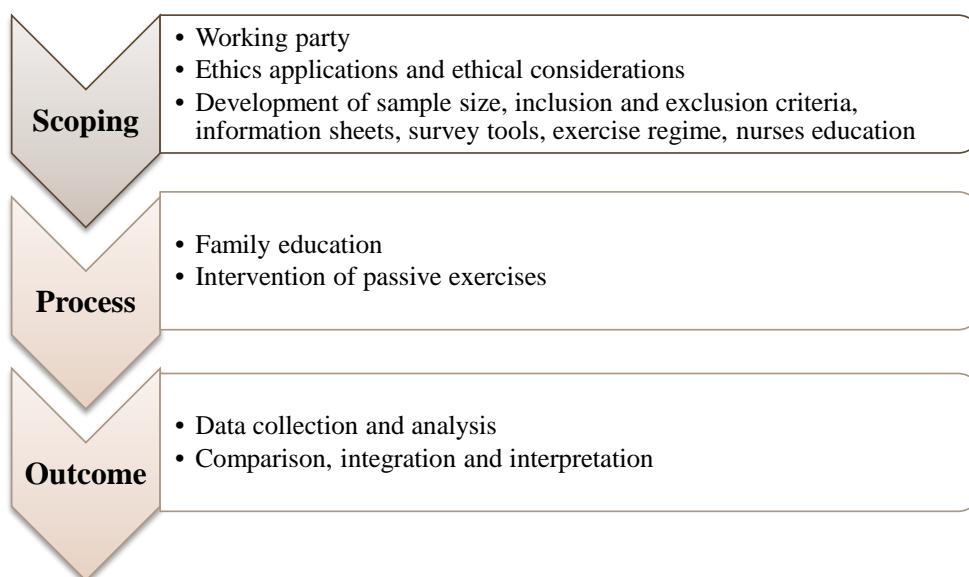 Scoping
• Working party
• Ethics applications and ethical considerations
• Development of sample size, inclusion and exclusion criteria,
information sheets, survey tools, exercise regime, nurses education
Process
• Family education
• Intervention of passive exercises
Outcome
• Data collection and analysis
• Comparison, integration and interpretation